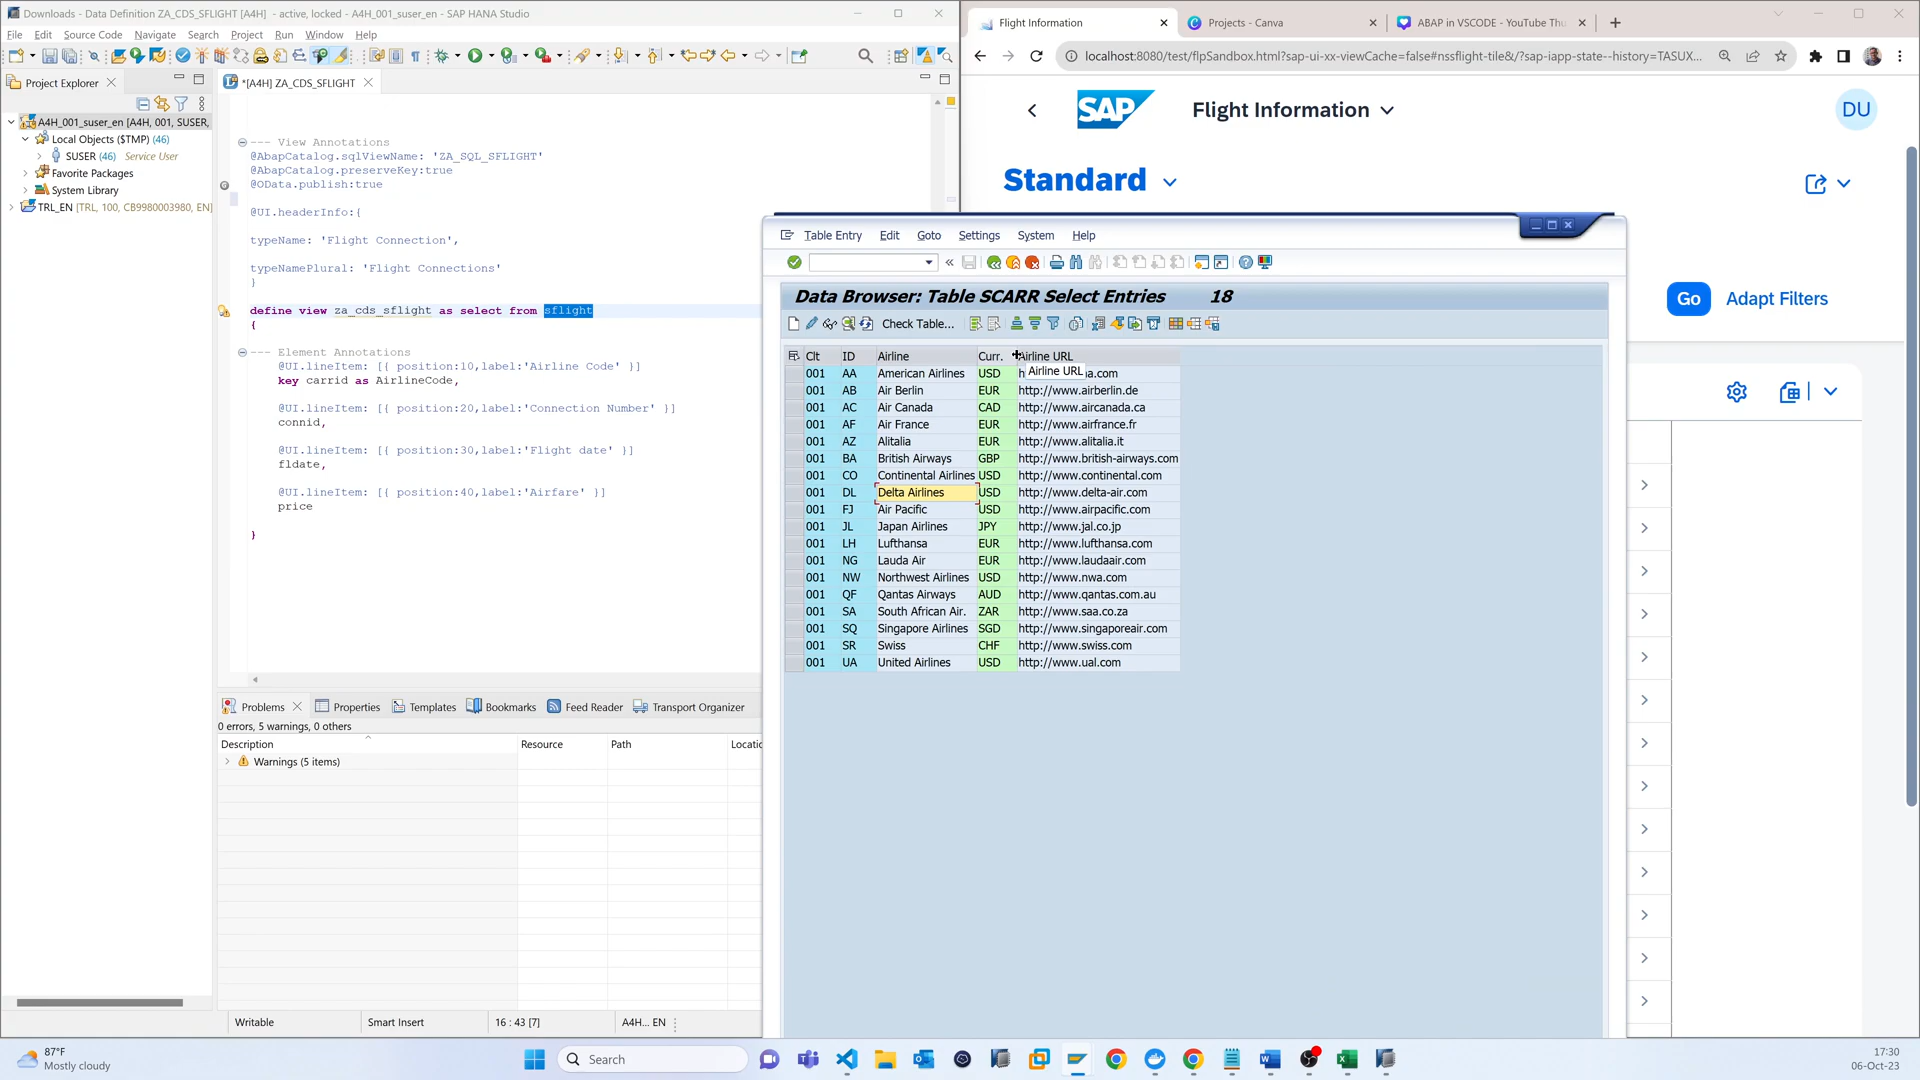 Downloads - Data Definition ZA_CDS_SFLIGHT [A4H] - active, locked - A4H_001_suser_en - SAP HANA Studio
File Edit Source Code Navigate Search Project Run Window Help
Project Explorer
A4H_001_suser_en [A4H, 001, SUSER,
Local Objects ($TMP) (46)
SUSER (46) Service User
Favorite Packages
System Library
TRL_EN [TRL, 100, CB9980003980, EN]
*[A4H] ZA_CDS_SFLIGHT
--- View Annotations
@AbapCatalog.sqlViewName: 'ZA_SQL_SFLIGHT'
@AbapCatalog.preserveKey:true
@OData.publish:true
@UI.headerInfo:{
typeName: 'Flight Connection',
typeNamePlural: 'Flight Connections'
}
define view za_cds_sflight as select from sflight
{
--- Element Annotations
@UI.lineItem: [{ position:10,label:'Airline Code' }]
key carrid as AirlineCode,
@UI.lineItem: [{ position:20,label:'Connection Number' }]
connid,
@UI.lineItem: [{ position:30,label:'Flight date' }]
fldate,
@UI.lineItem: [{ position:40,label:'Airfare' }]
price
}
Problems Properties Templates Bookmarks Feed Reader Transport Organizer
0 errors, 5 warnings, 0 others
Description Resource Path Locatio
Warnings (5 items)
Writable Smart Insert 16 : 43 [7] A4H... EN
Flight Information Projects - Canva ABAP in VSCODE - YouTube Thu
localhost:8080/test/flpSandbox.html?sap-ui-xx-viewCache=false#nssflight-tile&/?sap-iapp-state--history=TASUX...
SAP Flight Information DU
Standard
Go Adapt Filters
Table Entry Edit Goto Settings System Help
Data Browser: Table SCARR Select Entries 18
Check Table...
Clt ID Airline Curr. Airline URL
Airline URL
001 AA American Airlines USD h a.com
001 AB Air Berlin EUR http://www.airberlin.de
001 AC Air Canada CAD http://www.aircanada.ca
001 AF Air France EUR http://www.airfrance.fr
001 AZ Alitalia EUR http://www.alitalia.it
001 BA British Airways GBP http://www.british-airways.com
001 CO Continental Airlines USD http://www.continental.com
001 DL Delta Airlines USD http://www.delta-air.com
001 FJ Air Pacific USD http://www.airpacific.com
001 JL Japan Airlines JPY http://www.jal.co.jp
001 LH Lufthansa EUR http://www.lufthansa.com
001 NG Lauda Air EUR http://www.laudaair.com
001 NW Northwest Airlines USD http://www.nwa.com
001 QF Qantas Airways AUD http://www.qantas.com.au
001 SA South African Air. ZAR http://www.saa.co.za
001 SQ Singapore Airlines SGD http://www.singaporeair.com
001 SR Swiss CHF http://www.swiss.com
001 UA United Airlines USD http://www.ual.com
87°F
Mostly cloudy
Search
17:30
06-Oct-23